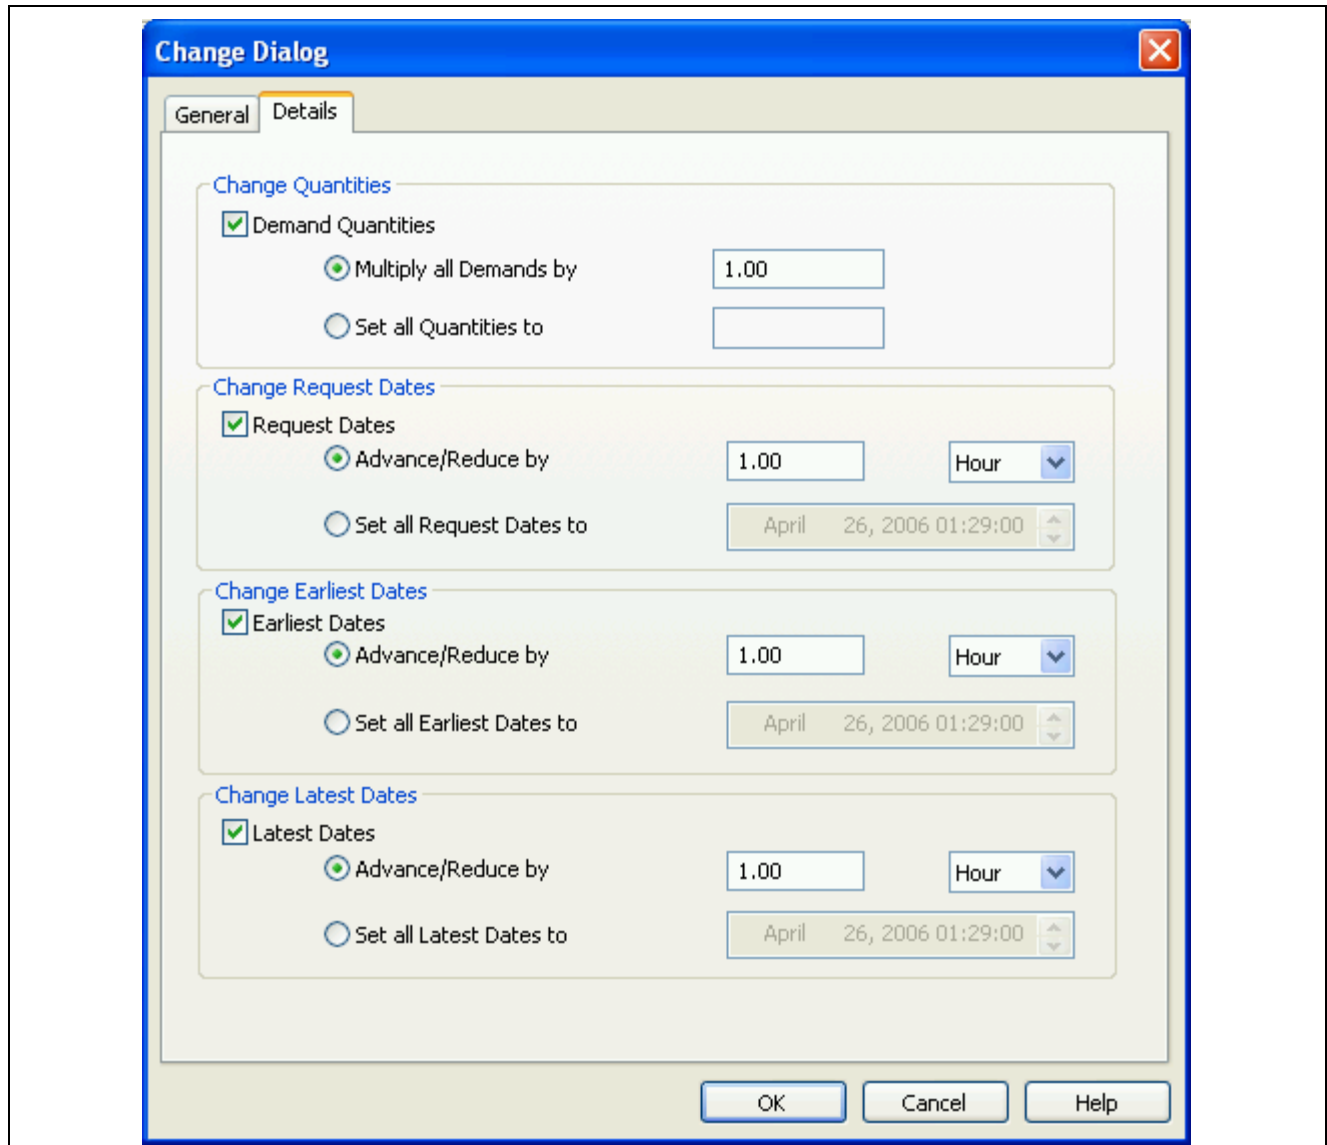 Change Dialog
General Details
Change Quantities
Demand Quantities
Multiply all Demands by 1.00
Set all Quantities to
Change Request Dates
Request Dates
Advance/Reduce by 1.00 Hour
Set all Request Dates to April 26, 2006 01:29:00
Change Earliest Dates
Earliest Dates
Advance/Reduce by 1.00 Hour
Set all Earliest Dates to April 26, 2006 01:29:00
Change Latest Dates
Latest Dates
Advance/Reduce by 1.00 Hour
Set all Latest Dates to April 26, 2006 01:29:00
OK Cancel Help